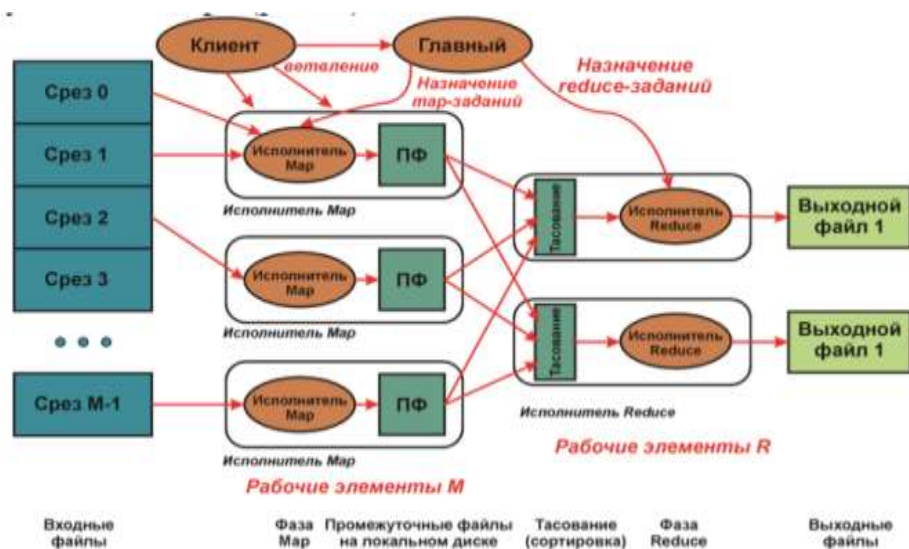 Клиент
Главный
ветвление
Назначение
map-заданий
Назначение
reduce-заданий
Срез 0
Срез 1
Срез 2
Срез 3
Срез M-1
Исполнитель
Map
ПФ
Исполнитель Map
Исполнитель
Map
ПФ
Исполнитель Map
Исполнитель
Map
ПФ
Исполнитель Map
Рабочие элементы M
Тасование
Исполнитель
Reduce
Тасование
Исполнитель
Reduce
Исполнитель Reduce
Рабочие элементы R
Выходной
файл 1
Выходной
файл 1
Входные
файлы
Фаза
Map
Промежуточные файлы
на локальном диске
Тасование
(сортировка)
Фаза
Reduce
Выходные
файлы